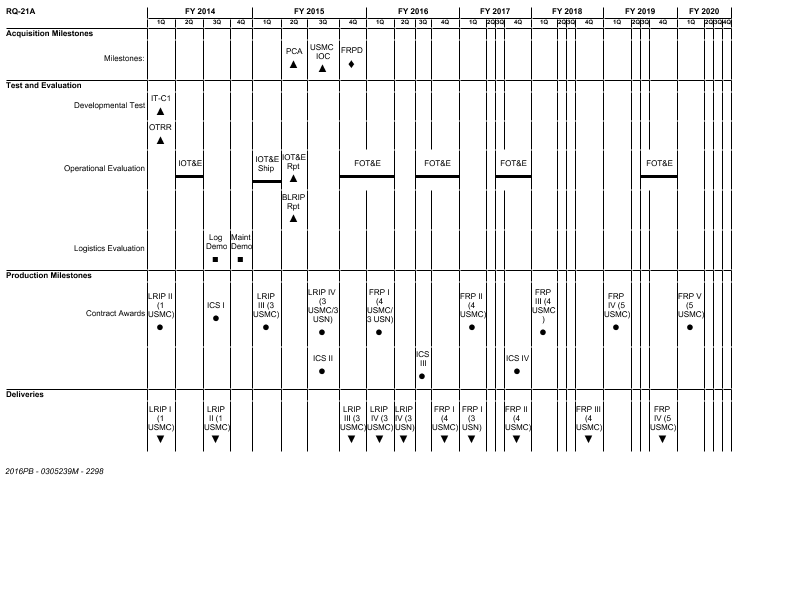 RQ-21A FY 2014 FY 2015 FY 2016 FY 2017 FY 2018 FY 2019 FY 2020
1Q 2Q 3Q 4Q 1Q 2Q 3Q 4Q 1Q 2Q 3Q 4Q 1Q 2Q 3Q 4Q 1Q 2Q 3Q 4Q 1Q 2Q 3Q 4Q 1Q 2Q 3Q 4Q
Acquisition Milestones
Milestones: PCA USMC IOC FRPD
Test and Evaluation
Developmental Test IT-C1
OTRR
Operational Evaluation IOT&E IOT&E Ship IOT&E Rpt FOT&E FOT&E FOT&E FOT&E
BLRIP Rpt
Logistics Evaluation Log Demo Maint Demo
Production Milestones
Contract Awards LRIP II (1 USMC) ICS I LRIP III (3 USMC) LRIP IV (3 USMC/3 USN) FRP I (4 USMC/ 3 USN) FRP II (4 USMC) FRP III (4 USMC ) FRP IV (5 USMC) FRP V (5 USMC)
ICS II ICS III ICS IV
Deliveries
LRIP I (1 USMC) LRIP II (1 USMC) LRIP III (3 USMC) LRIP IV (3 USMC) LRIP IV (3 USN) FRP I (4 USMC) FRP I (3 USN) FRP II (4 USMC) FRP III (4 USMC) FRP IV (5 USMC)
2016PB - 0305239M - 2298